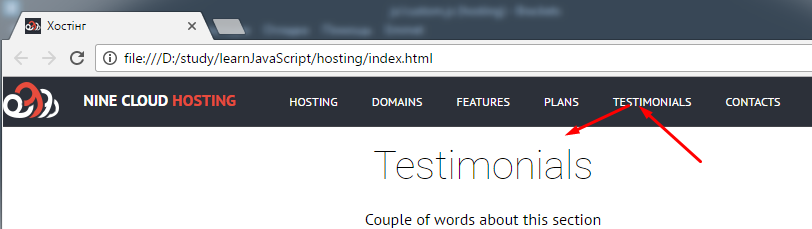 Хостінг
file:///D:/study/learnJavaScript/hosting/index.html
NINE CLOUD HOSTING HOSTING DOMAINS FEATURES PLANS TESTIMONIALS CONTACTS
Testimonials
Couple of words about this section